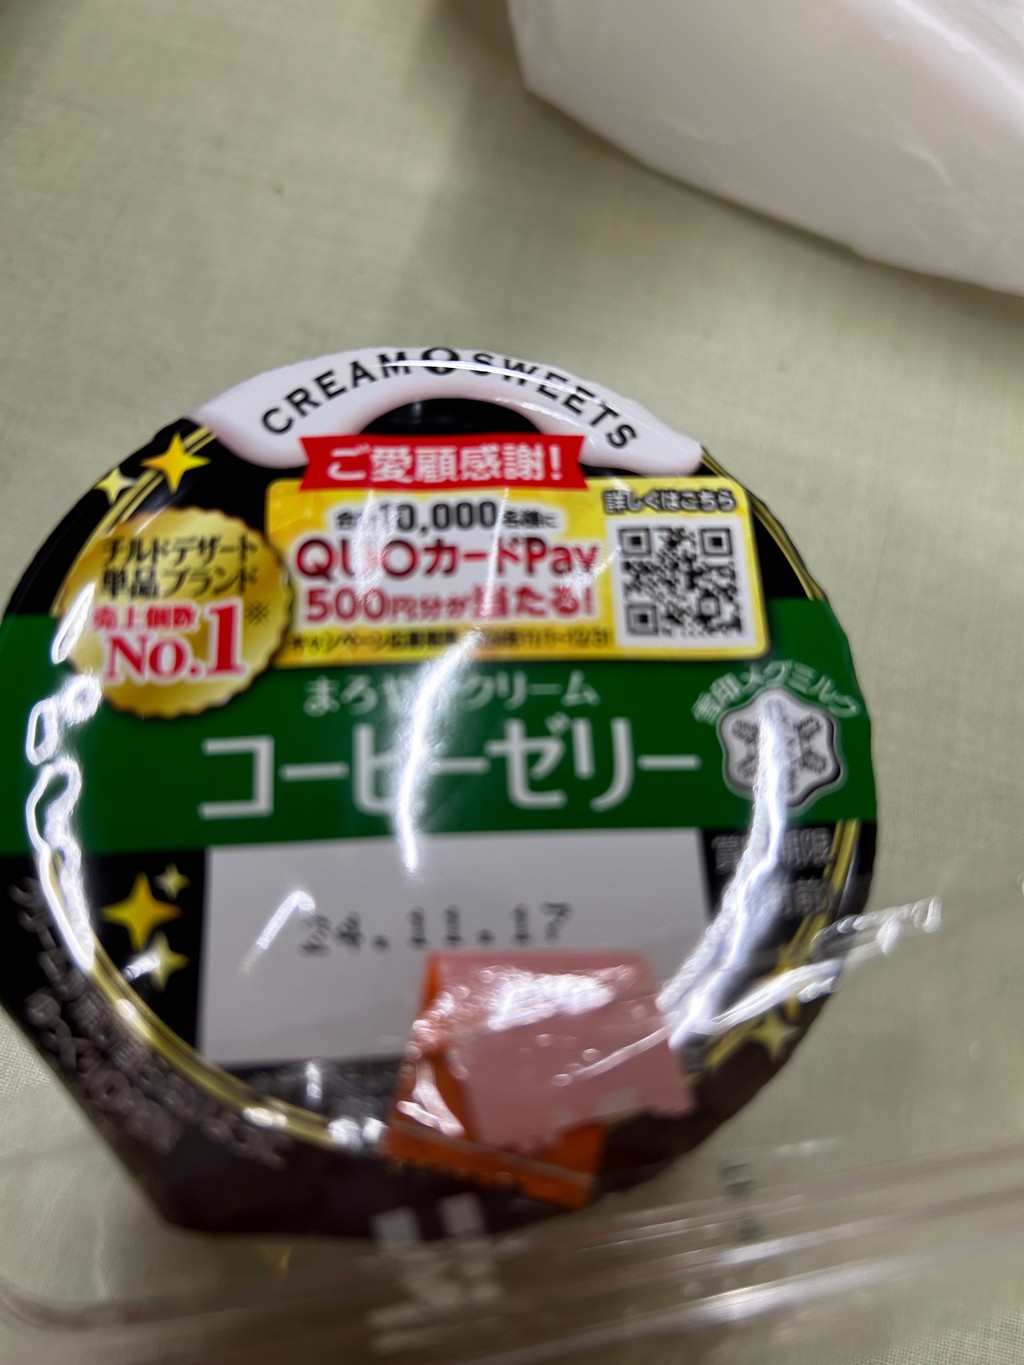 CREAM SWEETS
ご愛顧感謝!
10,000名様に
QUOカードPay
500円分が当たる!
詳しくはこちら
チルドデザート
単品ブランド
売上個数※
No.1
クリーム
コーヒーゼリー
雪印メグミルク
24.11.17